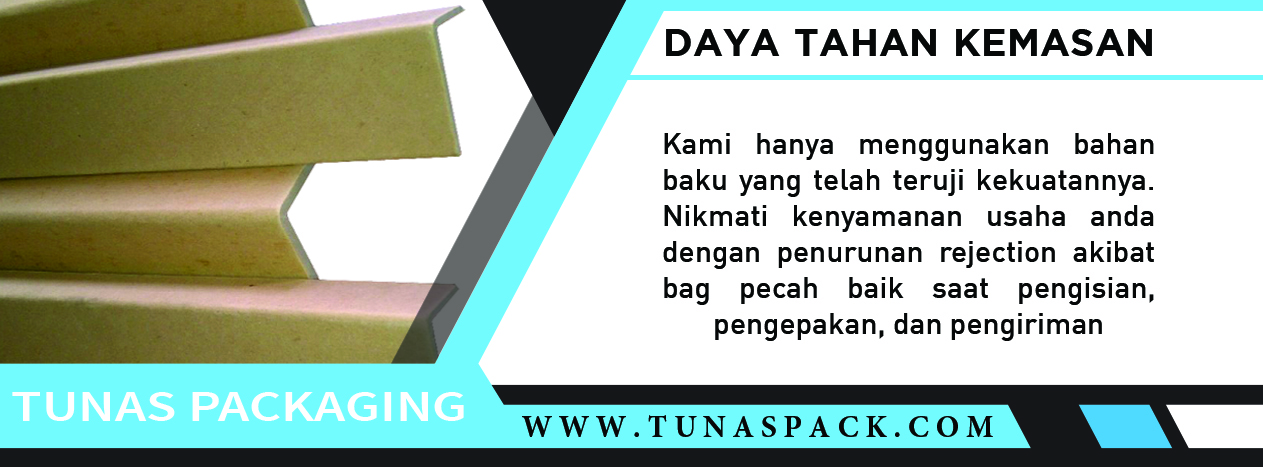 DAYA TAHAN KEMASAN
Kami hanya menggunakan bahan
baku yang telah teruji kekuatannya.
Nikmati kenyamanan usaha anda
dengan penurunan rejection akibat
bag pecah baik saat pengisian,
pengepakan, dan pengiriman
TUNAS PACKAGING
WWW.TUNASPACK.COM